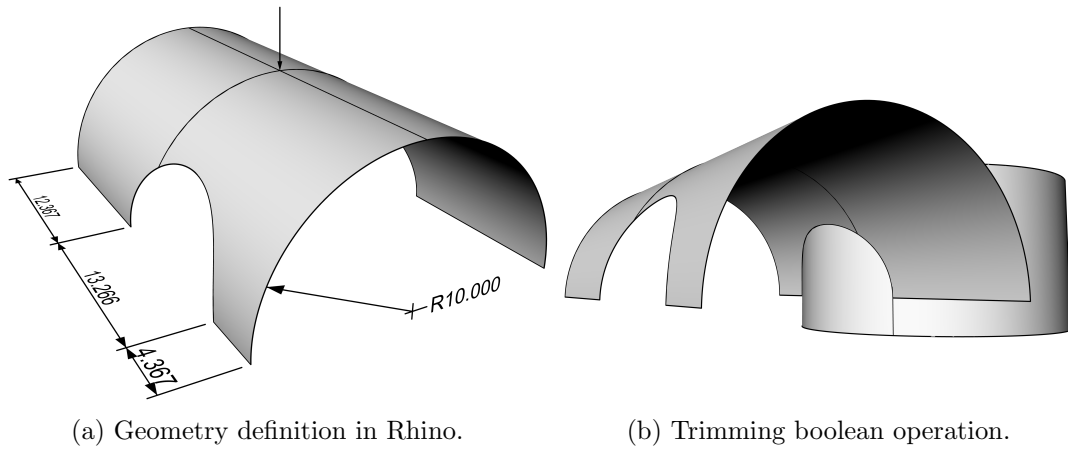 12.367
13.266
4.367
R10.000
(a) Geometry definition in Rhino.
(b) Trimming boolean operation.